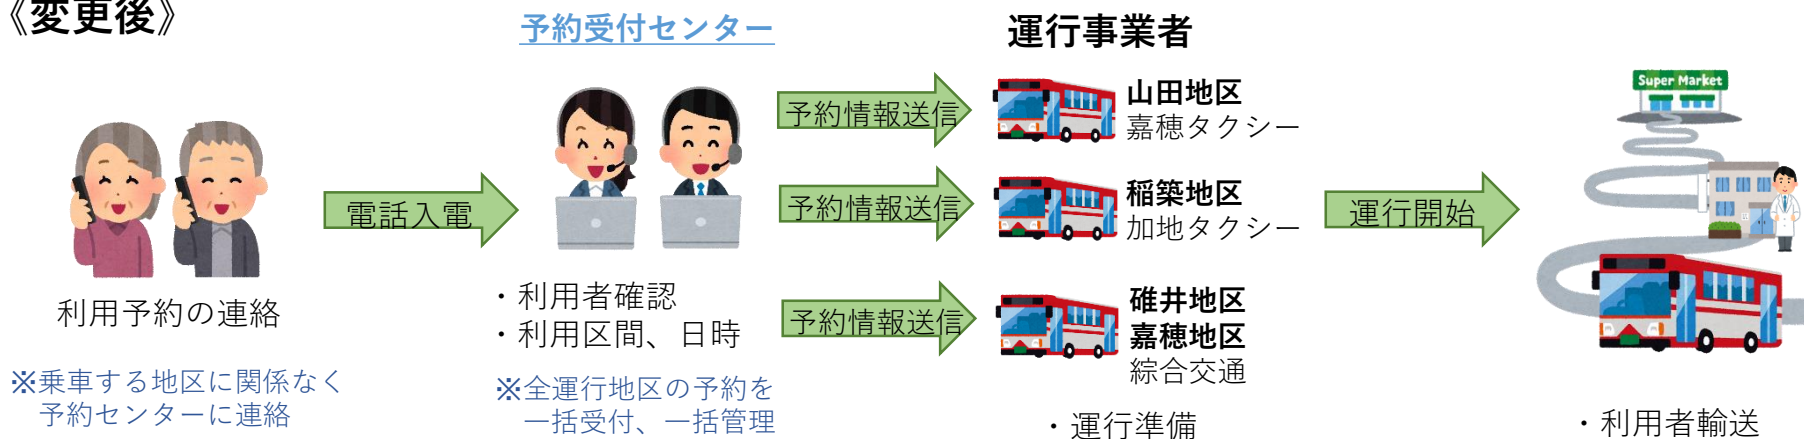 《変更後》
予約受付センター
運行事業者
電話入電
予約情報送信
予約情報送信
予約情報送信
山田地区
嘉穂タクシー
稲築地区
加地タクシー
碓井地区
嘉穂地区
綜合交通
運行開始
Super Market
利用予約の連絡
※乗車する地区に関係なく
予約センターに連絡
・利用者確認
・利用区間、日時
※全運行地区の予約を
一括受付、一括管理
・運行準備
・利用者輸送